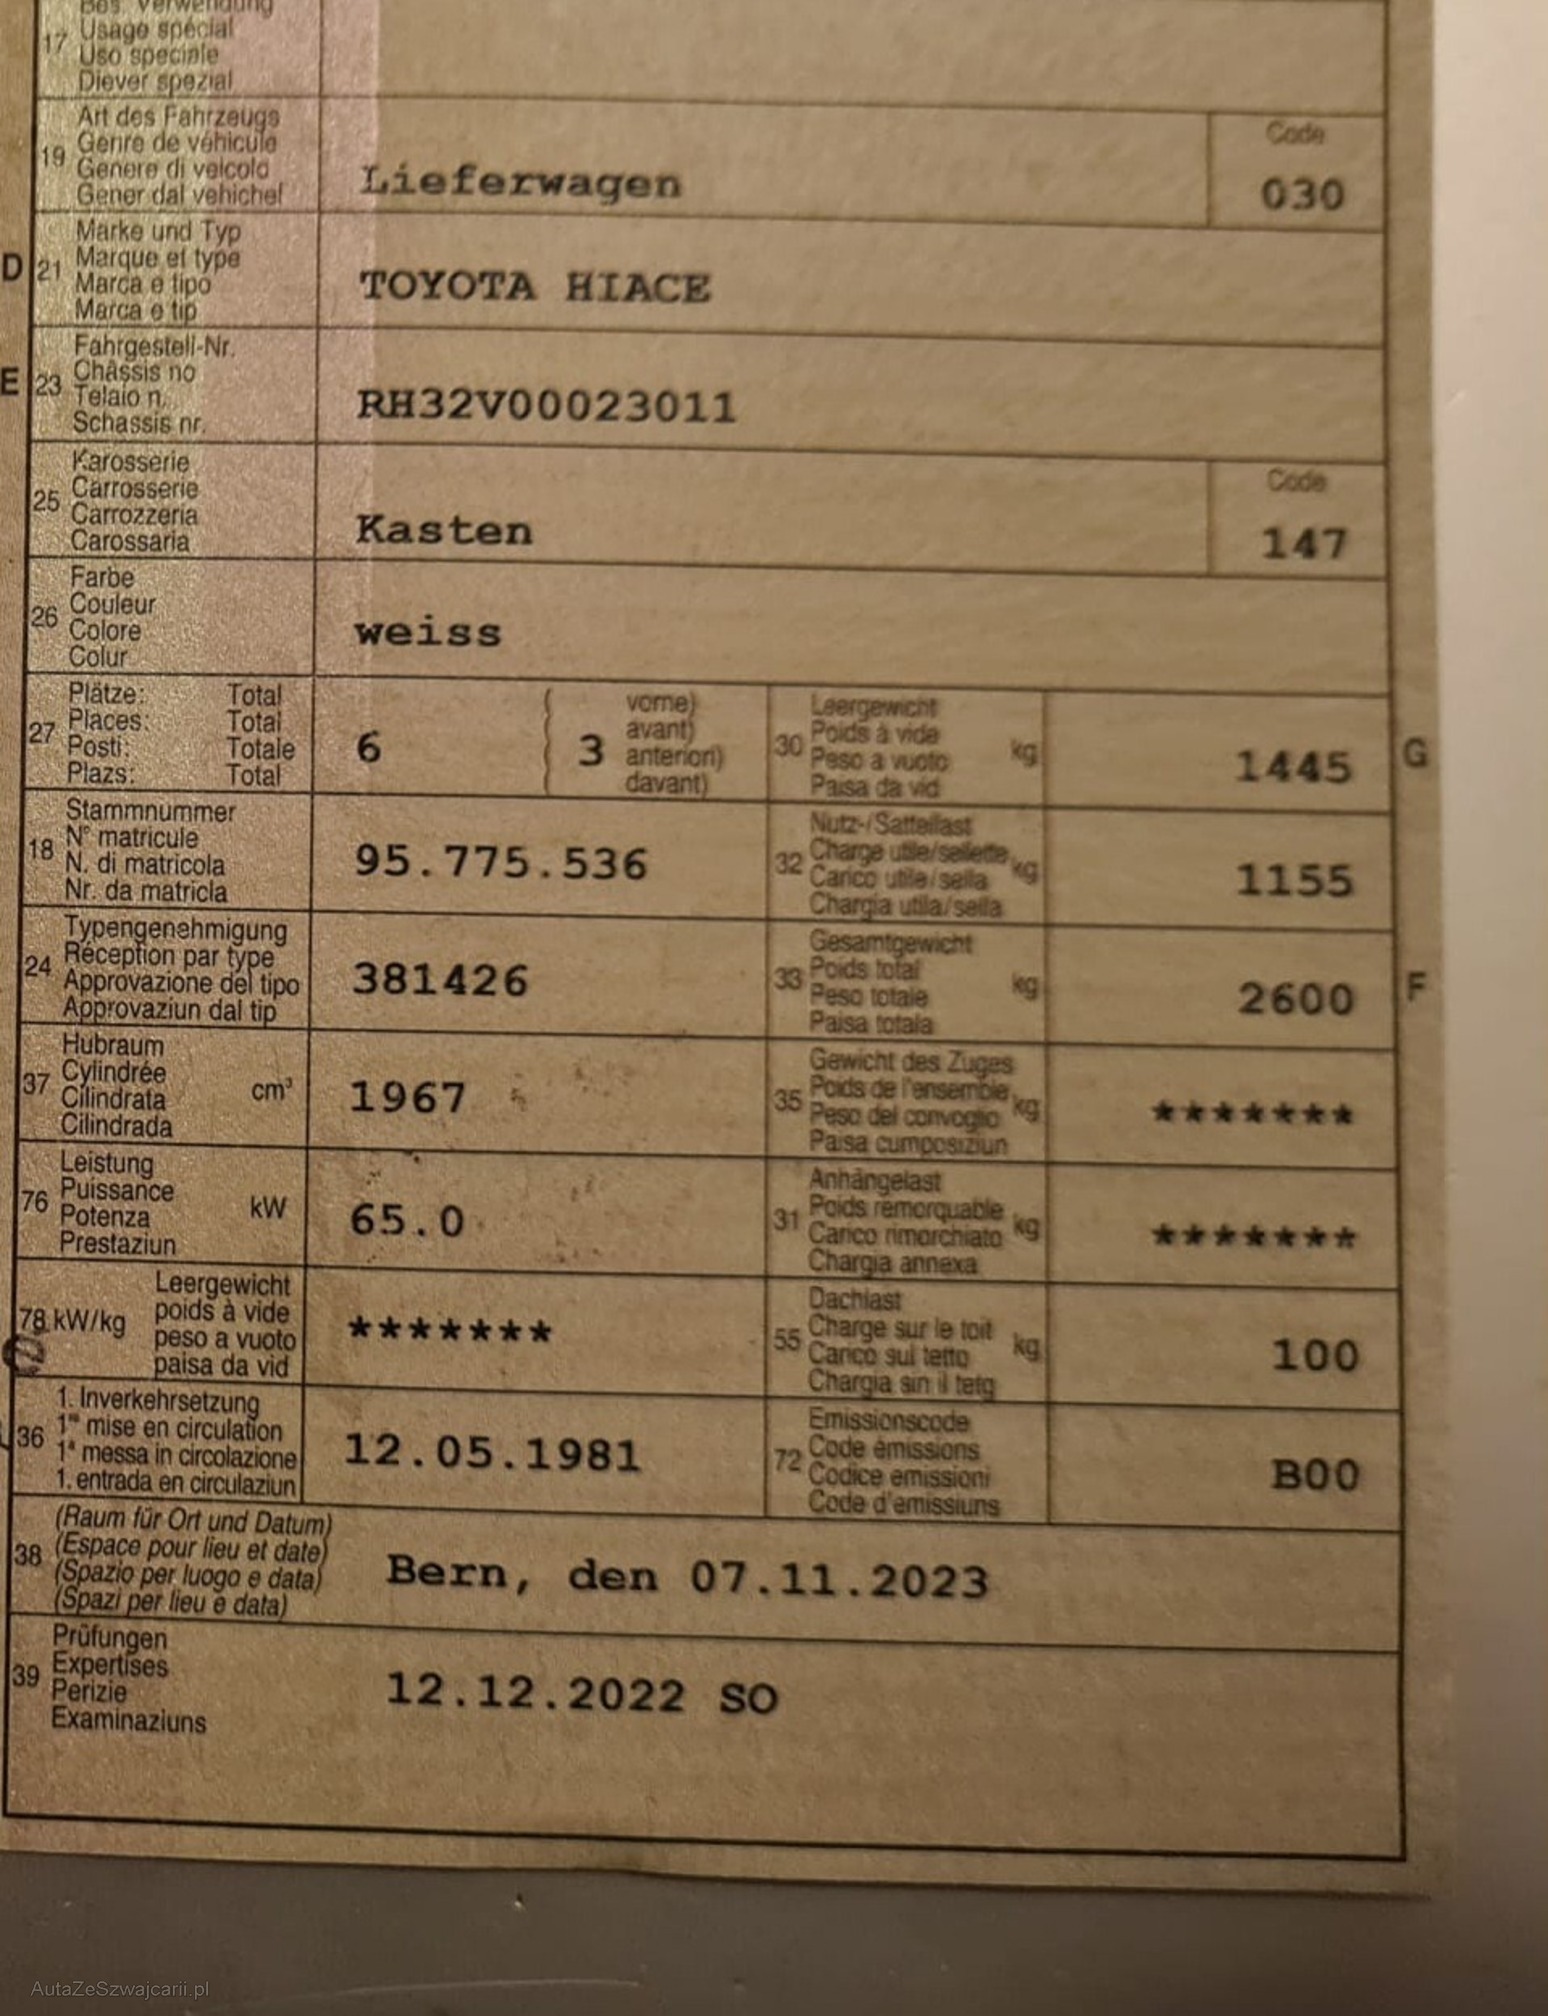 Bes. Verwendung
17 Usage spécial
Uso speciale
Diever spezial
Art des Fahrzeugs
19 Genre de véhicule
Genere di veicolo
Gener dal vehichel
Lieferwagen
Code
030
Marke und Typ
D 21 Marque et type
Marca e tipo
Marca e tip
TOYOTA HIACE
Fahrgestell-Nr.
E 23 Châssis no
Telaio n.
Schassis nr.
RH32V00023011
Karosserie
25 Carrosserie
Carrozzeria
Carossaria
Kasten
Code
147
Farbe
26 Couleur
Colore
Colur
weiss
Plätze: Total
27 Places: Total
Posti: Totale
Plazs: Total
6
3
vorne)
avant)
anteriori)
davant)
Leergewicht
30 Poids à vide kg
Peso a vuoto
Paisa da vid
1445 G
Stammnummer
18 N° matricule
N. di matricola
Nr. da matricla
95.775.536
Nutz-/Sattellast
32 Charge utile/sellette kg
Carico utile/sella
Chargia utila/sella
1155
Typengenehmigung
24 Réception par type
Approvazione del tipo
Approvaziun dal tip
381426
Gesamtgewicht
33 Poids total kg
Peso totale
Paisa totala
2600 F
Hubraum
37 Cylindrée cm³
Cilindrata
Cilindrada
1967
Gewicht des Zuges
35 Poids de l'ensemble kg
Peso del convoglio
Paisa cumposiziun
*******
Leistung
76 Puissance kW
Potenza
Prestaziun
65.0
Anhängelast
31 Poids remorquable kg
Carico rimorchiato
Chargia annexa
*******
Leergewicht
78 kW/kg poids à vide
peso a vuoto
paisa da vid
*******
Dachlast
55 Charge sur le toit kg
Carico sul tetto
Chargia sin il tetg
100
1. Inverkehrsetzung
36 1re mise en circulation
1a messa in circolazione
1. entrada en circulaziun
12.05.1981
Emissionscode
72 Code émissions
Codice emissioni
Code d'emissiuns
B00
(Raum für Ort und Datum)
38 (Espace pour lieu et date)
(Spazio per luogo e data)
(Spazi per lieu e data)
Bern, den 07.11.2023
Prüfungen
39 Expertises
Perizie
Examinaziuns
12.12.2022 SO
AutaZeSzwajcarii.pl